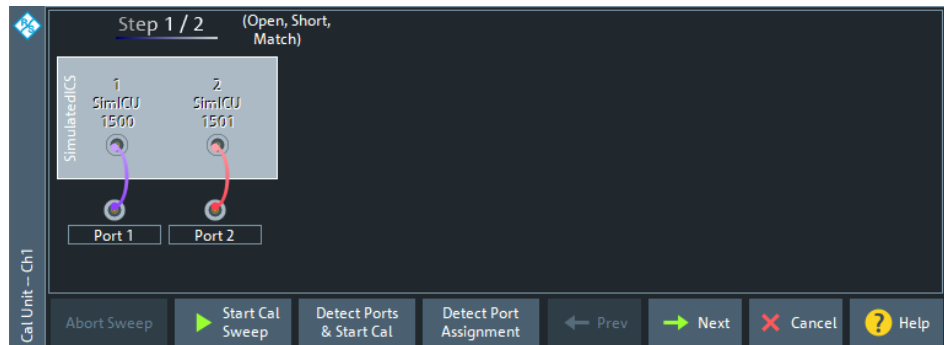 Step 1 / 2
(Open, Short,
Match)
SimulatedICS
1
SimICU
1500
2
SimICU
1501
Port 1
Port 2
Cal Unit – Ch1
Abort Sweep
Start Cal
Sweep
Detect Ports
& Start Cal
Detect Port
Assignment
Prev
Next
Cancel
? Help